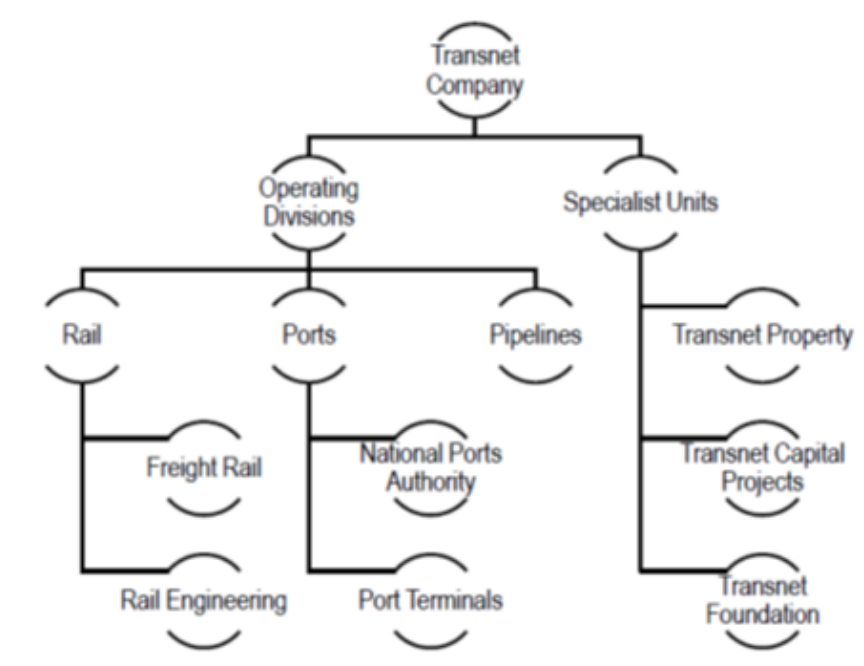 Transnet
Company
Operating
Divisions
Specialist Units
Rail
Ports
Pipelines
Transnet Property
Freight Rail
National Ports
Authority
Transnet Capital
Projects
Rail Engineering
Port Terminals
Transnet
Foundation